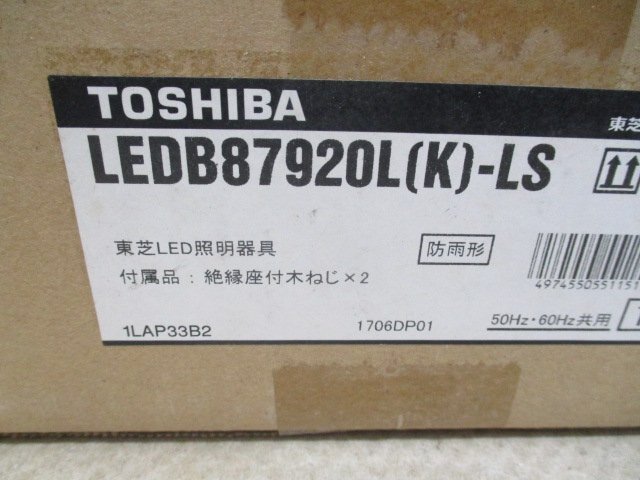 TOSHIBA
東芝
LEDB87920L(K)-LS
東芝LED照明器具
防雨形
付属品：絶縁座付木ねじ×2
4974550551151
1LAP33B2
1706DP01
50Hz・60Hz共用